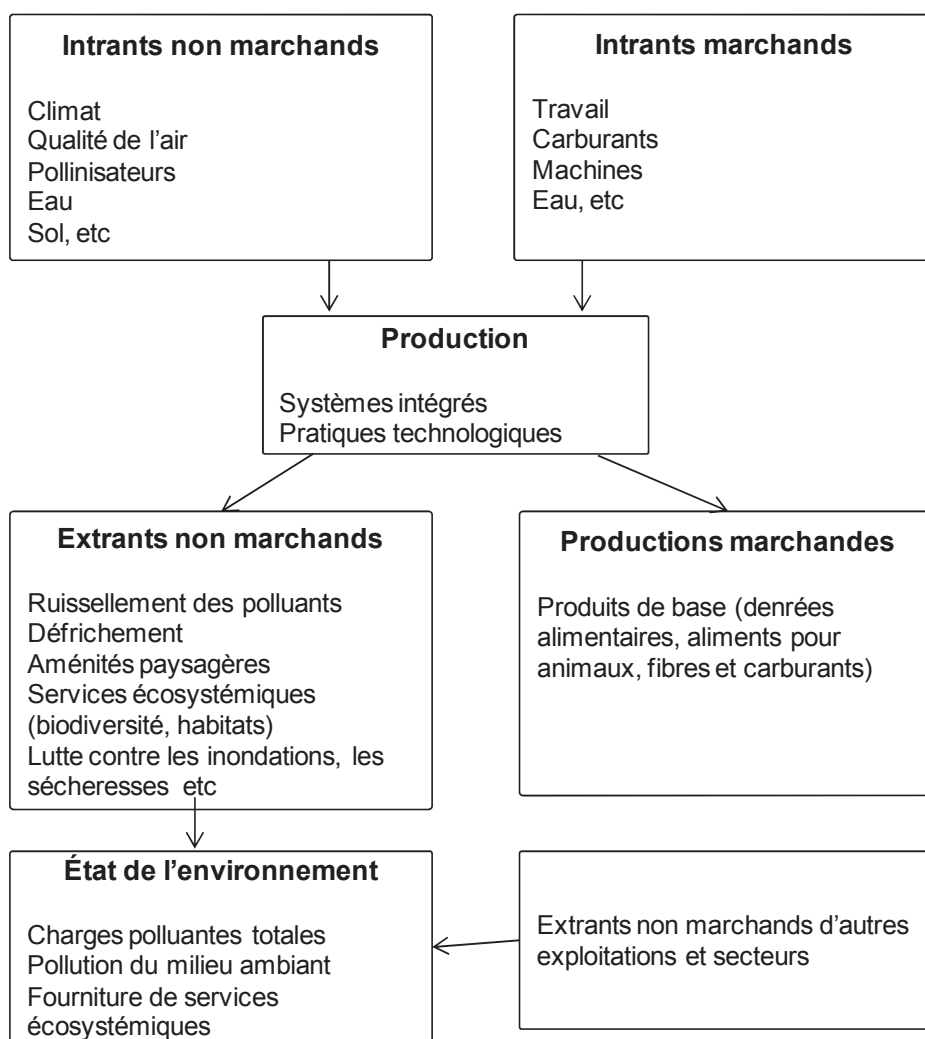 Intrants non marchands
Climat
Qualité de l’air
Pollinisateurs
Eau
Sol, etc
Intrants marchands
Travail
Carburants
Machines
Eau, etc
Production
Systèmes intégrés
Pratiques technologiques
Extrants non marchands
Ruissellement des polluants
Défrichement
Aménités paysagères
Services écosystémiques
(biodiversité, habitats)
Lutte contre les inondations, les
sécheresses etc
Productions marchandes
Produits de base (denrées
alimentaires, aliments pour
animaux, fibres et carburants)
État de l’environnement
Charges polluantes totales
Pollution du milieu ambiant
Fourniture de services
écosystémiques
Extrants non marchands d’autres
exploitations et secteurs